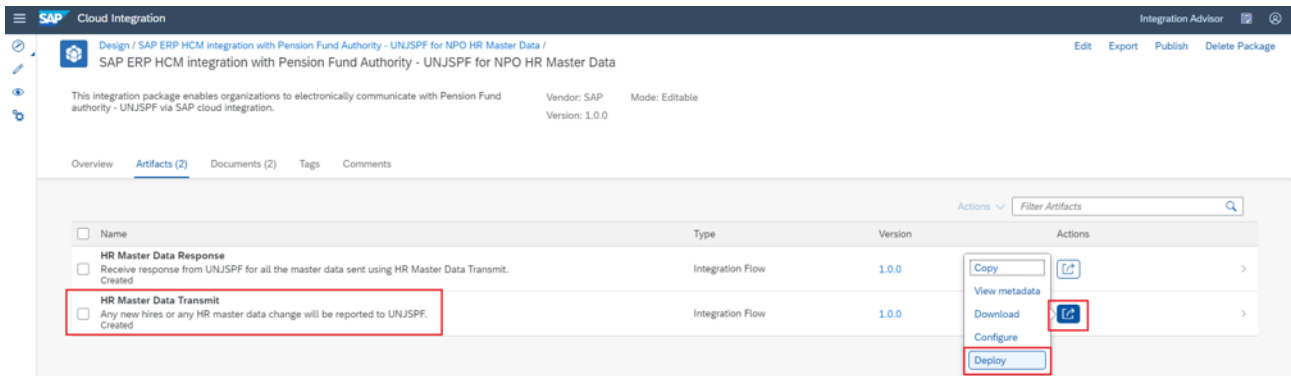 SAP Cloud Integration
Integration Advisor
Design / SAP ERP HCM integration with Pension Fund Authority - UNJSPF for NPO HR Master Data /
Edit Export Publish Delete Package
SAP ERP HCM integration with Pension Fund Authority - UNJSPF for NPO HR Master Data
This integration package enables organizations to electronically communicate with Pension Fund
authority - UNJSPF via SAP cloud integration.
Vendor: SAP Mode: Editable
Version: 1.0.0
Overview Artifacts (2) Documents (2) Tags Comments
Actions Filter Artifacts
Name Type Version Actions
HR Master Data Response
Receive response from UNJSPF for all the master data sent using HR Master Data Transmit.
Created
Integration Flow 1.0.0
HR Master Data Transmit
Any new hires or any HR master data change will be reported to UNJSPF.
Created
Integration Flow 1.0.0
Copy
View metadata
Download
Configure
Deploy